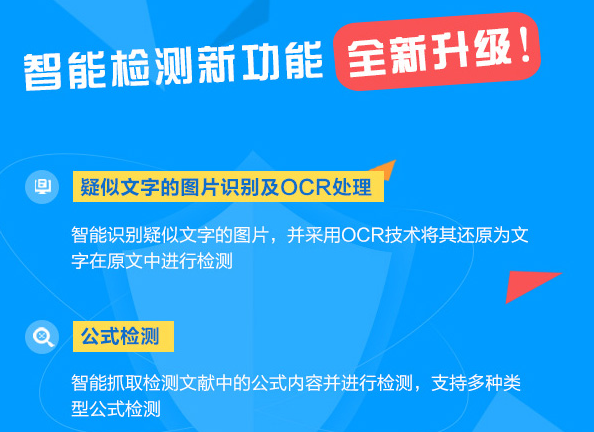 智能检测新功能 全新升级!
疑似文字的图片识别及OCR处理
智能识别疑似文字的图片，并采用OCR技术将其还原为文
字在原文中进行检测
公式检测
智能抓取检测文献中的公式内容并进行检测，支持多种类
型公式检测